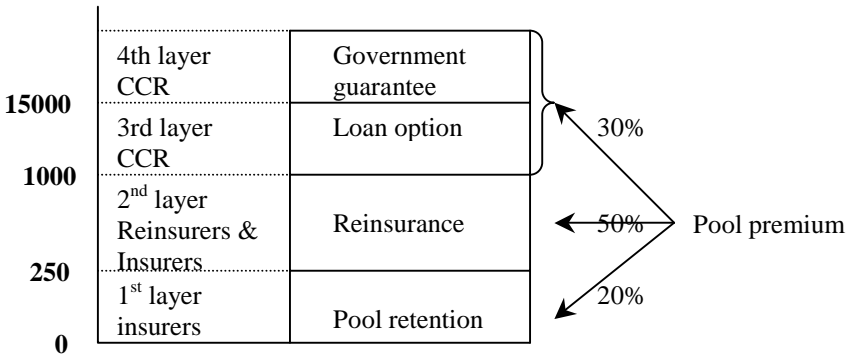 4th layer
CCR
Government
guarantee
15000
3rd layer
CCR
Loan option
30%
1000
2nd layer
Reinsurers &
Insurers
Reinsurance
50%
Pool premium
250
1st layer
insurers
Pool retention
20%
0